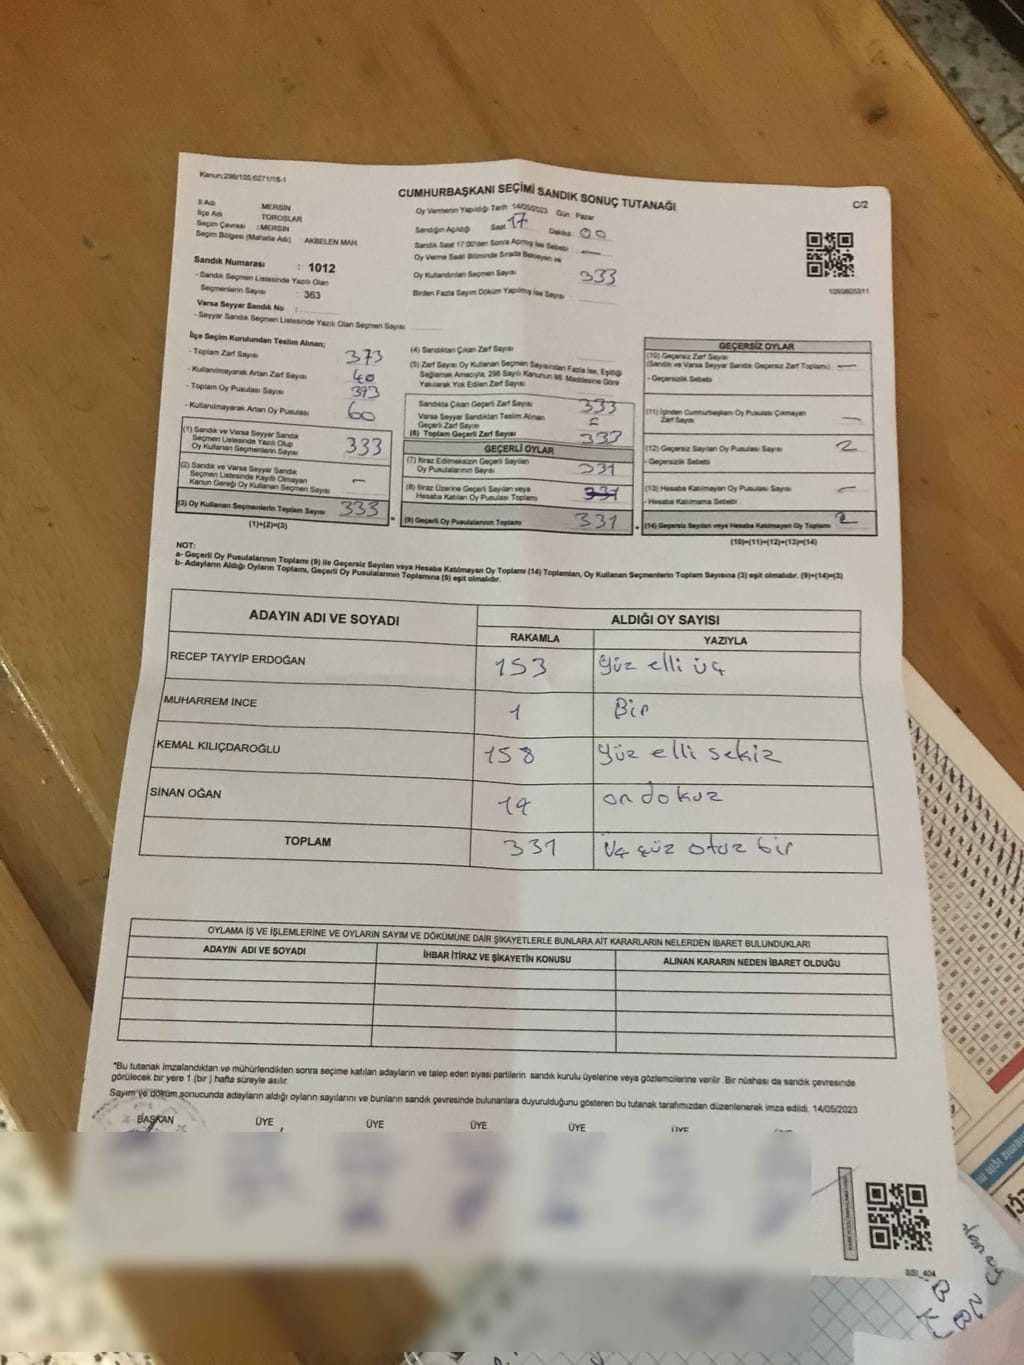 Kanun:298/105;6271/16-1
CUMHURBAŞKANI SEÇİMİ SANDIK SONUÇ TUTANAĞI
C/2
İl Adı : MERSİN
İlçe Adı : TOROSLAR
Seçim Çevresi : MERSİN
Seçim Bölgesi (Mahalle Adı) : AKBELEN MAH.
Sandık Numarası : 1012
- Sandık Seçmen Listesinde Yazılı Olan
Seçmenlerin Sayısı : 363
Varsa Seyyar Sandık No :
- Seyyar Sandık Seçmen Listesinde Yazılı Olan Seçmen Sayısı
Oy Vermenin Yapıldığı Tarih : 14/05/2023 Gün : Pazar
Sandığın Açıldığı Saat 17 Dakika : 00
Sandık Saat 17:00'den Sonra Açmış İse Sebebi : —
Oy Verme Saati Bitiminde Sırada Bekleyen ve
Oy Kullandırılan Seçmen Sayısı 333
Birden Fazla Sayım Döküm Yapılmış İse Sayısı
1090805311
İlçe Seçim Kurulundan Teslim Alınan;
- Toplam Zarf Sayısı 373
- Kullanılmayarak Artan Zarf Sayısı 40
- Toplam Oy Pusulası Sayısı 393
- Kullanılmayarak Artan Oy Pusulası 60
(1) Sandık ve Varsa Seyyar Sandık
Seçmen Listesinde Yazılı Olup
Oy Kullanan Seçmenlerin Sayısı 333
(2) Sandık ve Varsa Seyyar Sandık
Seçmen Listesinde Kayıtlı Olmayan
Kanun Gereği Oy Kullanan Seçmen Sayısı —
(3) Oy Kullanan Seçmenlerin Toplam Sayısı 333
(1)+(2)=(3)
(4) Sandıktan Çıkan Zarf Sayısı
(5) Zarf Sayısı Oy Kullanan Seçmen Sayısından Fazla İse, Eşitliği
Sağlamak Amacıyla; 298 Sayılı Kanunun 98. Maddesine Göre
Yakılarak Yok Edilen Zarf Sayısı
Sandıkta Çıkan Geçerli Zarf Sayısı 333
Varsa Seyyar Sandıktan Teslim Alınan
Geçerli Zarf Sayısı
(6) Toplam Geçerli Zarf Sayısı 333
GEÇERLİ OYLAR
(7) İtiraz Edilmeksizin Geçerli Sayılan
Oy Pusulalarının Sayısı 331
(8) İtiraz Üzerine Geçerli Sayılan veya
Hesaba Katılan Oy Pusulası Toplamı 331
(9) Geçerli Oy Pusulalarının Toplamı 331
GEÇERSİZ OYLAR
(10) Geçersiz Zarf Sayısı
(Sandık ve Varsa Seyyar Sandık Geçersiz Zarf Toplamı) —
- Geçersizlik Sebebi
(11) İçinden Cumhurbaşkanı Oy Pusulası Çıkmayan
Zarf Sayısı —
(12) Geçersiz Sayılan Oy Pusulası Sayısı 2
- Geçersizlik Sebebi
(13) Hesaba Katılmayan Oy Pusulası Sayısı —
- Hesaba Katılmama Sebebi
(14) Geçersiz Sayılan veya Hesaba Katılmayan Oy Toplamı 2
(10)+(11)+(12)+(13)=(14)
NOT:
a- Geçerli Oy Pusulalarının Toplamı (9) ile Geçersiz Sayılan veya Hesaba Katılmayan Oy Toplamı (14) Toplamları, Oy Kullanan Seçmenlerin Toplam Sayısına (3) eşit olmalıdır. (9)+(14)=(3)
b- Adayların Aldığı Oyların Toplamı, Geçerli Oy Pusulalarının Toplamına (9) eşit olmalıdır.
ADAYIN ADI VE SOYADI ALDIĞI OY SAYISI
RAKAMLA YAZIYLA
RECEP TAYYİP ERDOĞAN 153 Yüz elli üç
MUHARREM İNCE 1 Bir
KEMAL KILIÇDAROĞLU 158 Yüz elli sekiz
SİNAN OĞAN 19 on dokuz
TOPLAM 331 Üç yüz otuz bir
OYLAMA İŞ VE İŞLEMLERİNE VE OYLARIN SAYIM VE DÖKÜMÜNE DAİR ŞİKAYETLERLE BUNLARA AİT KARARLARIN NELERDEN İBARET BULUNDUKLARI
ADAYIN ADI VE SOYADI İHBAR İTİRAZ VE ŞİKAYETİN KONUSU ALINAN KARARIN NEDEN İBARET OLDUĞU
*Bu tutanak imzalandıktan ve mühürlendikten sonra seçime katılan adayların ve talep eden siyasi partilerin sandık kurulu üyelerine veya gözlemcilerine verilir. Bir nüshası da sandık çevresinde
görülecek bir yere 1 (bir) hafta süreyle asılır.
Sayım ve döküm sonucunda adayların aldığı oyların sayılarını ve bunların sandık çevresinde bulunanlara duyurulduğunu gösteren bu tutanak tarafımızdan düzenlenerek imza edildi. 14/05/2023
BAŞKAN ÜYE ÜYE ÜYE ÜYE ÜYE
SSI_404